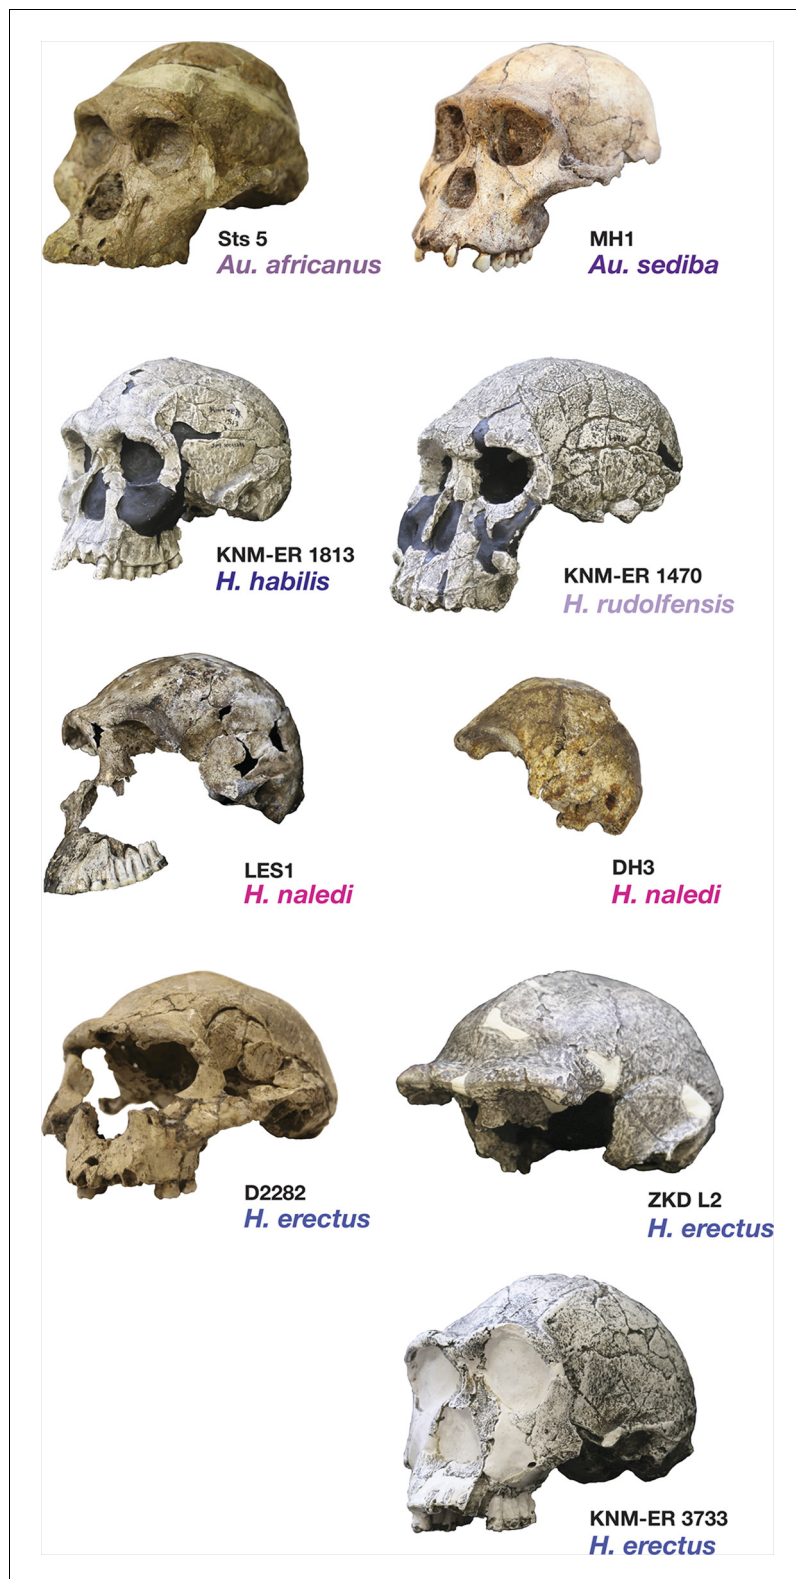 Sts 5
Au. africanus
MH1
Au. sediba
KNM-ER 1813
H. habilis
KNM-ER 1470
H. rudolfensis
LES1
H. naledi
DH3
H. naledi
D2282
H. erectus
ZKD L2
H. erectus
KNM-ER 3733
H. erectus